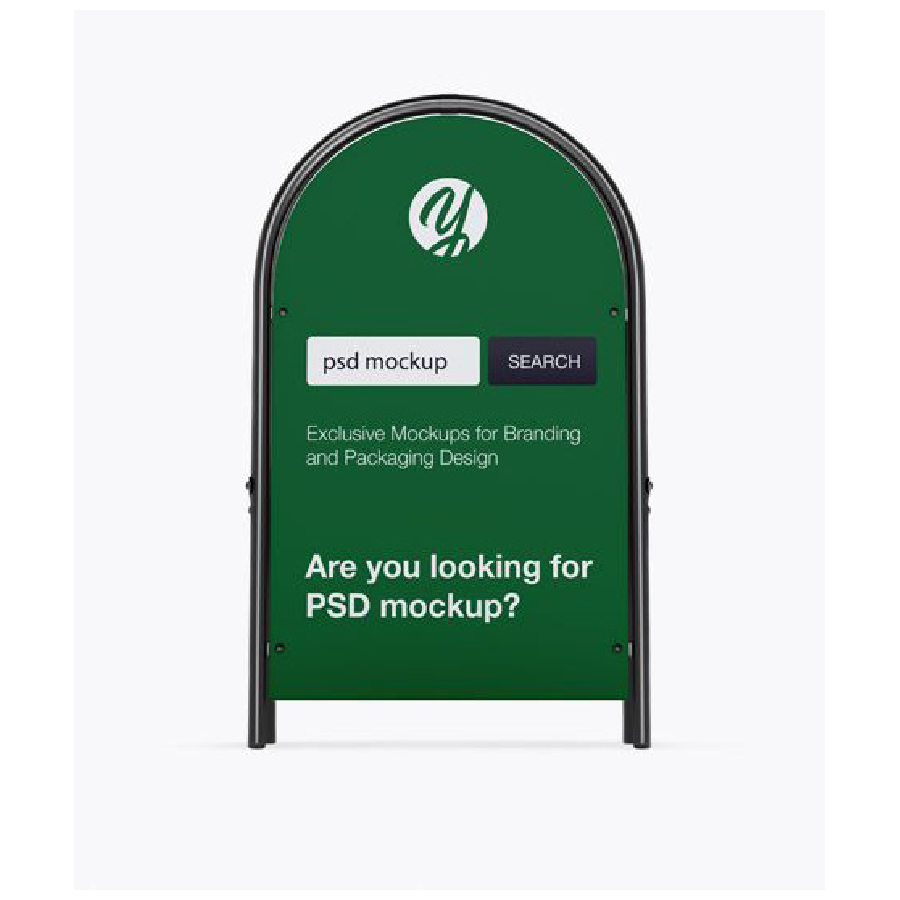 Y
psd mockup
SEARCH
Exclusive Mockups for Branding
and Packaging Design
Are you looking for
PSD mockup?